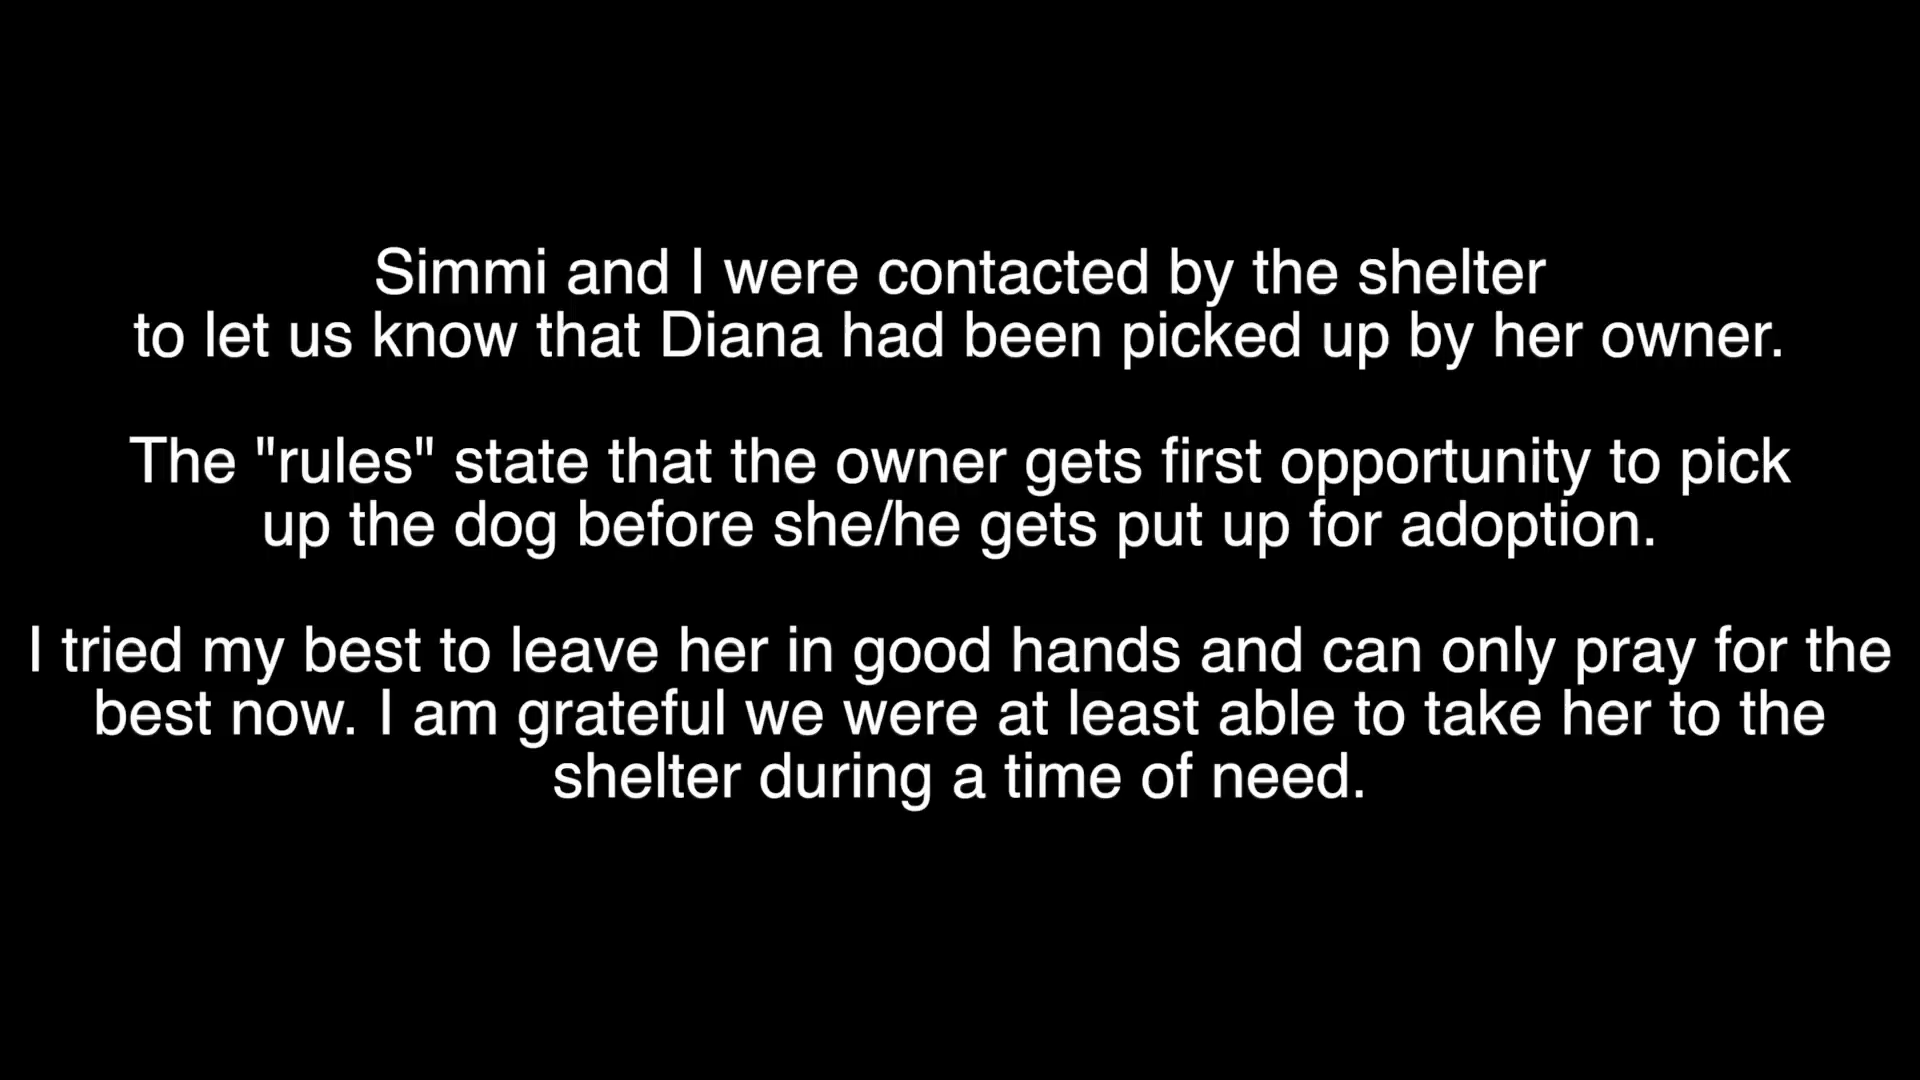 Simmi and I were contacted by the shelter
to let us know that Diana had been picked up by her owner.
The "rules" state that the owner gets first opportunity to pick
up the dog before she/he gets put up for adoption.
I tried my best to leave her in good hands and can only pray for the
best now. I am grateful we were at least able to take her to the
shelter during a time of need.